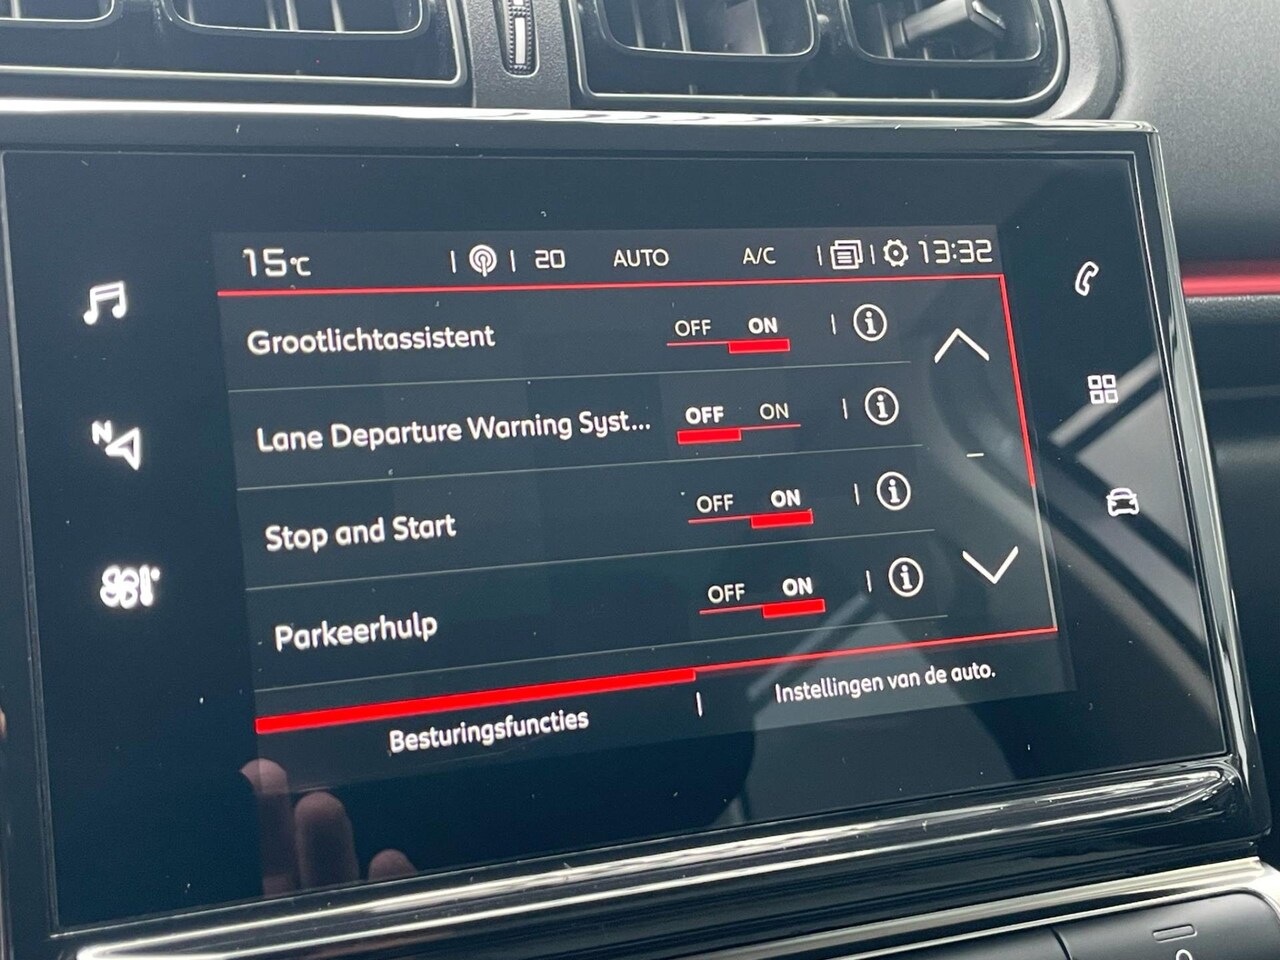 15°C 20 AUTO A/C 13:32
Grootlichtassistent OFF ON
Lane Departure Warning Syst... OFF ON
Stop and Start OFF ON
Parkeerhulp OFF ON
Besturingsfuncties Instellingen van de auto.
N